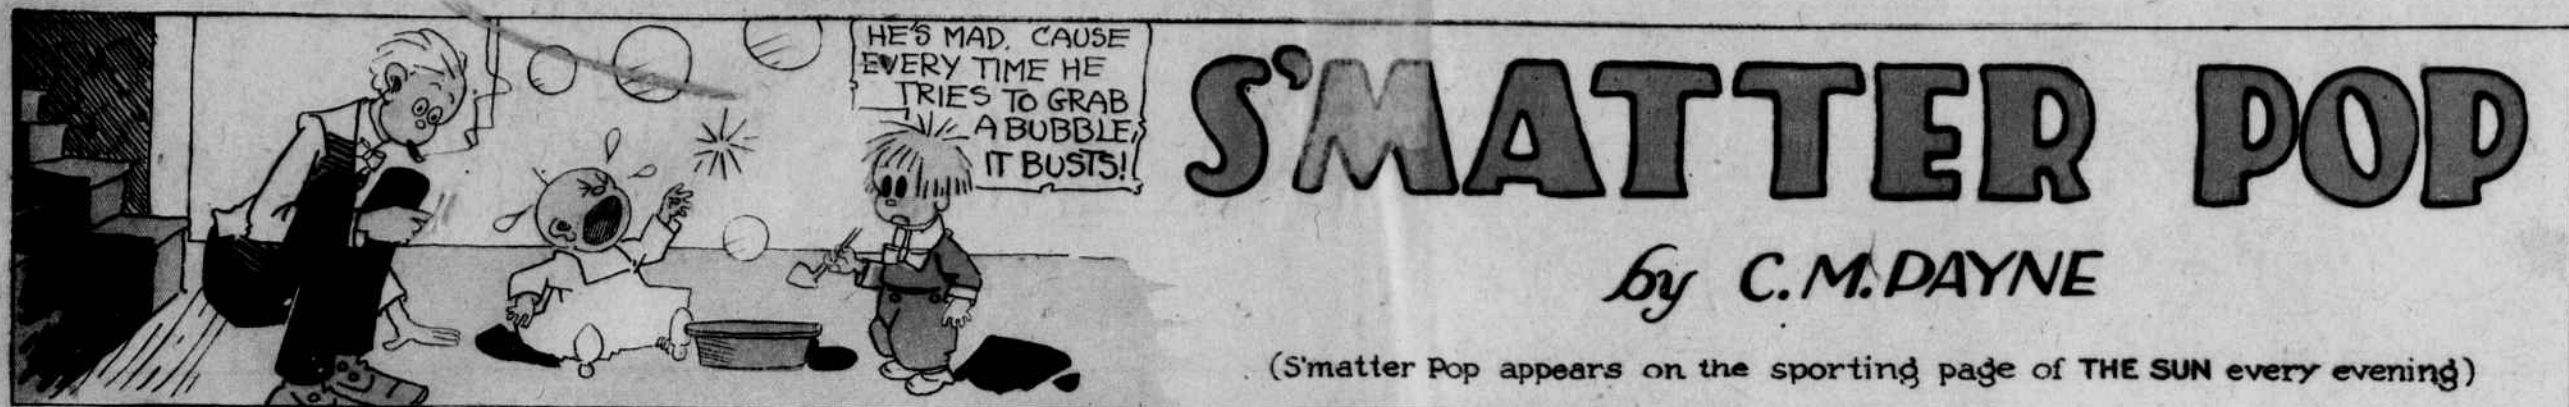 HE'S MAD. CAUSE
EVERY TIME HE
TRIES TO GRAB
A BUBBLE,
IT BUSTS!
S'MATTER POP
by C.M. PAYNE
(S'matter Pop appears on the sporting page of THE SUN every evening)